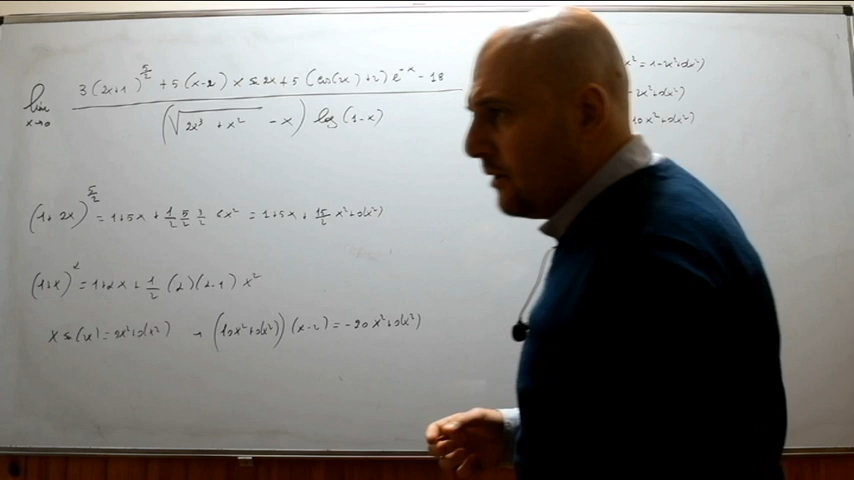 lim x→0 3(2x+1)^(5/2) + 5(x-2) x sin 2x + 5(cos(2x)+2) e^(-x) - 18
(√(2x³ + x²) - x) log(1-x)
x² = 1-2x²+o(x²)
-2x²+o(x²)
10x²+o(x²)
(1+2x)^(5/2) = 1+5x+ 1/2 5/2 3/2 4x² = 1+5x+ 15/2 x²+o(x²)
(1+x)^α = 1+αx+ 1/2 (α)(α-1) x²
x sin(2x) = 2x²+o(x²) → (10x²+o(x²))(x-2) = -20x²+o(x²)